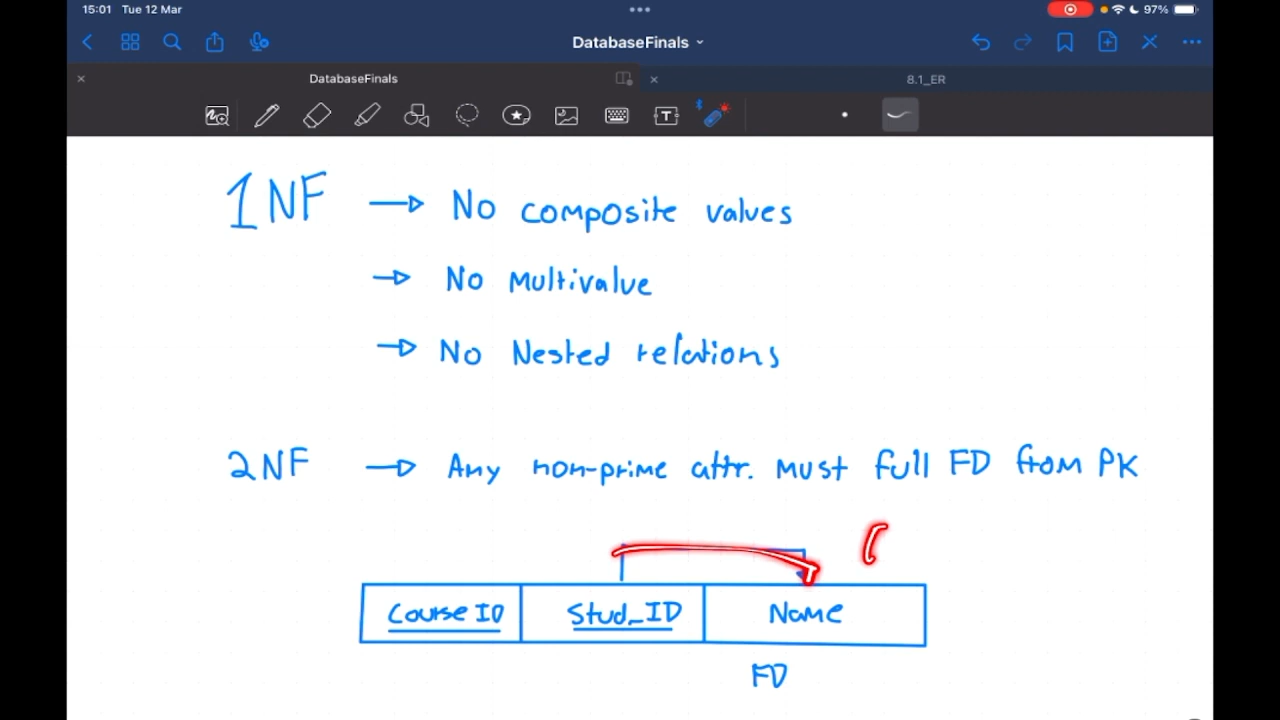 15:01 Tue 12 Mar
97%
DatabaseFinals
DatabaseFinals
8.1_ER
T
1NF → No composite values
→ No Multivalue
→ No Nested relations
2NF → Any non-prime attr. must full FD from PK
Course ID Stud_ID Name
FD